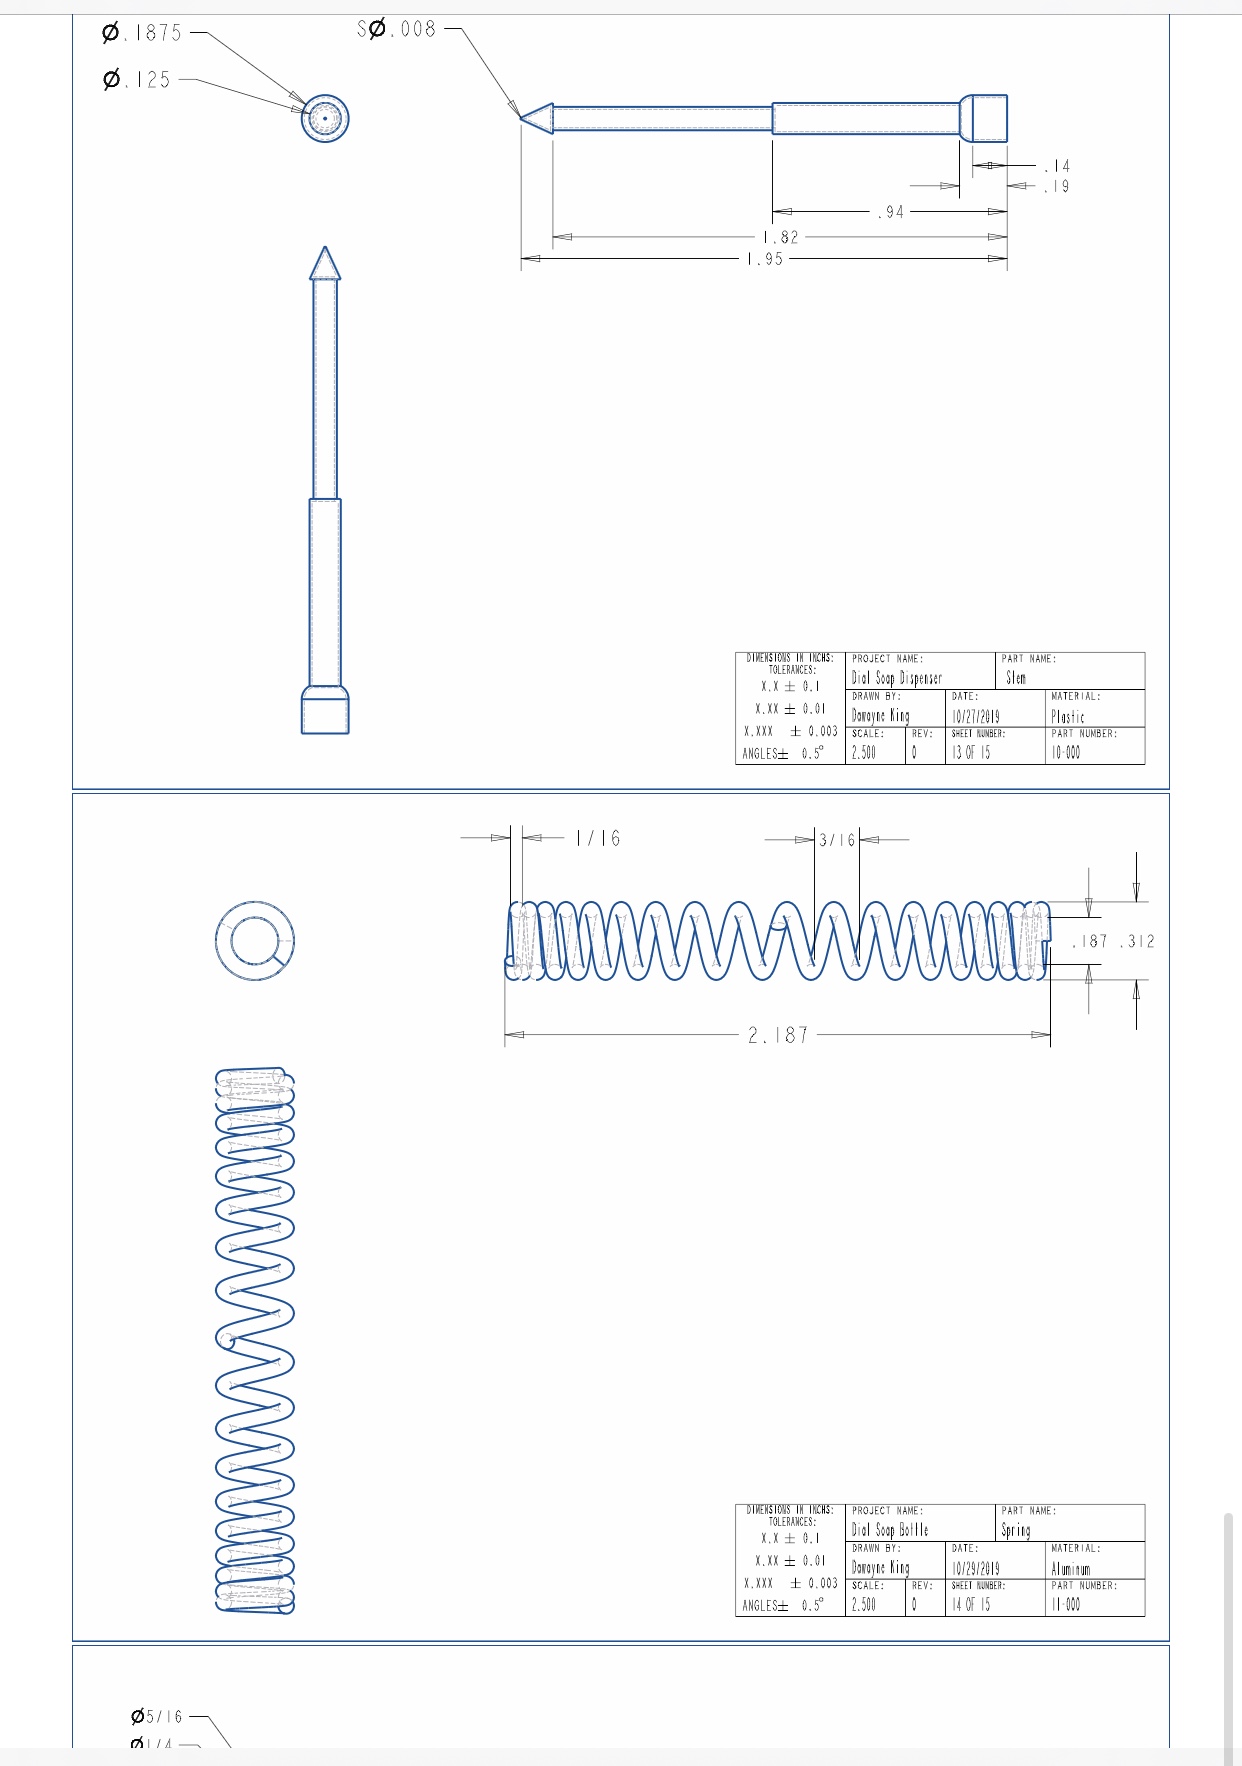 Ø.1875
SØ.008
Ø.125
.14
.19
.94
1.82
1.95
DIMENSIONS IN INCHS:
TOLERANCES:
X.X ± 0.1
X.XX ± 0.01
X.XXX ± 0.003
ANGLES± 0.5°
PROJECT NAME:
Dial Soap Dispenser
PART NAME:
Stem
DRAWN BY:
Dawayne King
DATE:
10/27/2019
MATERIAL:
Plastic
SCALE:
2.500
REV:
0
SHEET NUMBER:
13 OF 15
PART NUMBER:
10-000
1/16
3/16
.187 .312
2.187
DIMENSIONS IN INCHS:
TOLERANCES:
X.X ± 0.1
X.XX ± 0.01
X.XXX ± 0.003
ANGLES± 0.5°
PROJECT NAME:
Dial Soap Bottle
PART NAME:
Spring
DRAWN BY:
Dawayne King
DATE:
10/29/2019
MATERIAL:
Aluminum
SCALE:
2.500
REV:
0
SHEET NUMBER:
14 OF 15
PART NUMBER:
11-000
Ø5/16
Ø1/4